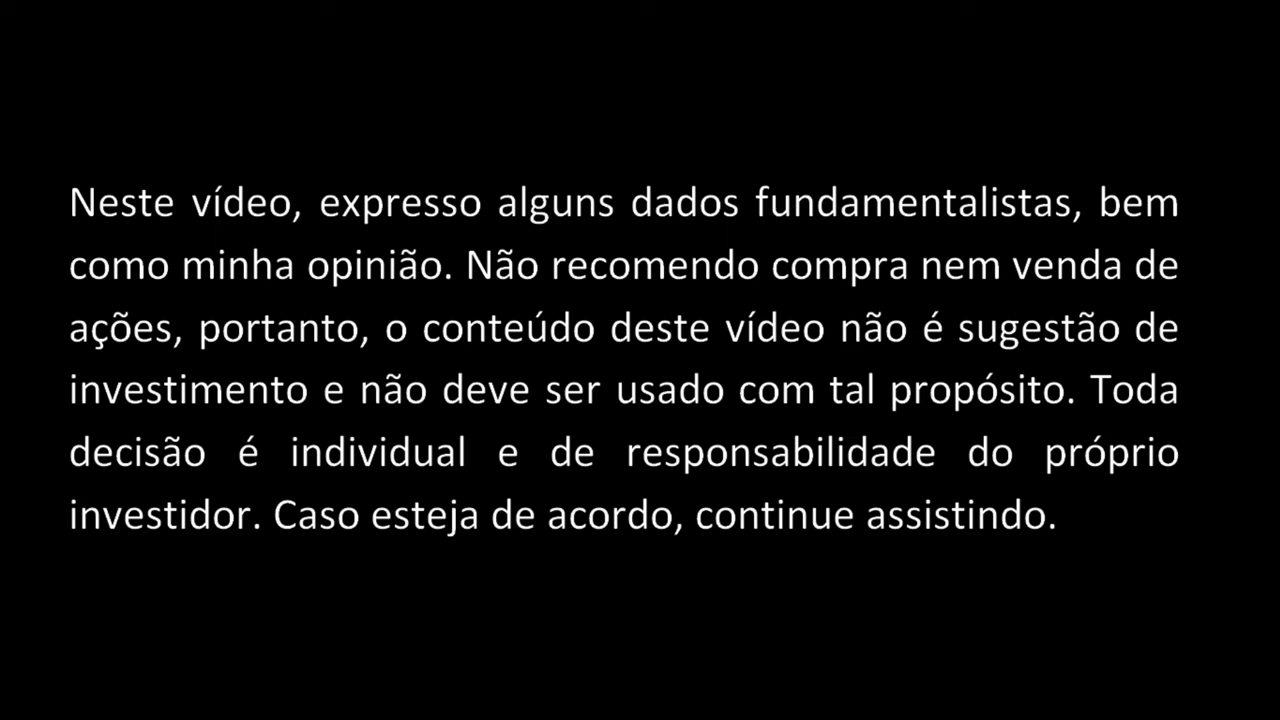 Neste vídeo, expresso alguns dados fundamentalistas, bem
como minha opinião. Não recomendo compra nem venda de
ações, portanto, o conteúdo deste vídeo não é sugestão de
investimento e não deve ser usado com tal propósito. Toda
decisão é individual e de responsabilidade do próprio
investidor. Caso esteja de acordo, continue assistindo.